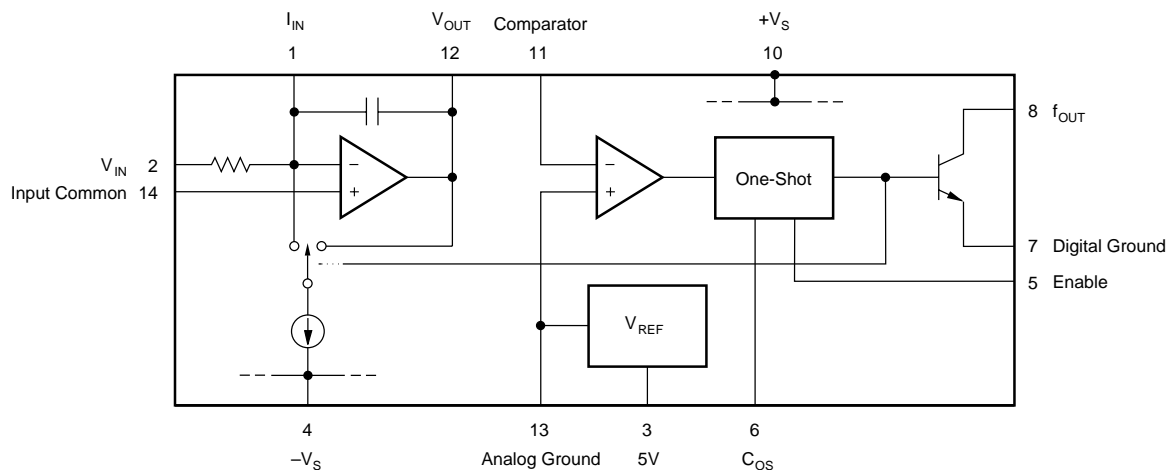 I_IN
V_OUT
Comparator
+V_S
1
12
11
10
8 f_OUT
V_IN 2
Input Common 14
−
+
−
+
One-Shot
7 Digital Ground
5 Enable
V_REF
4
13
3
6
–V_S
Analog Ground
5V
C_OS